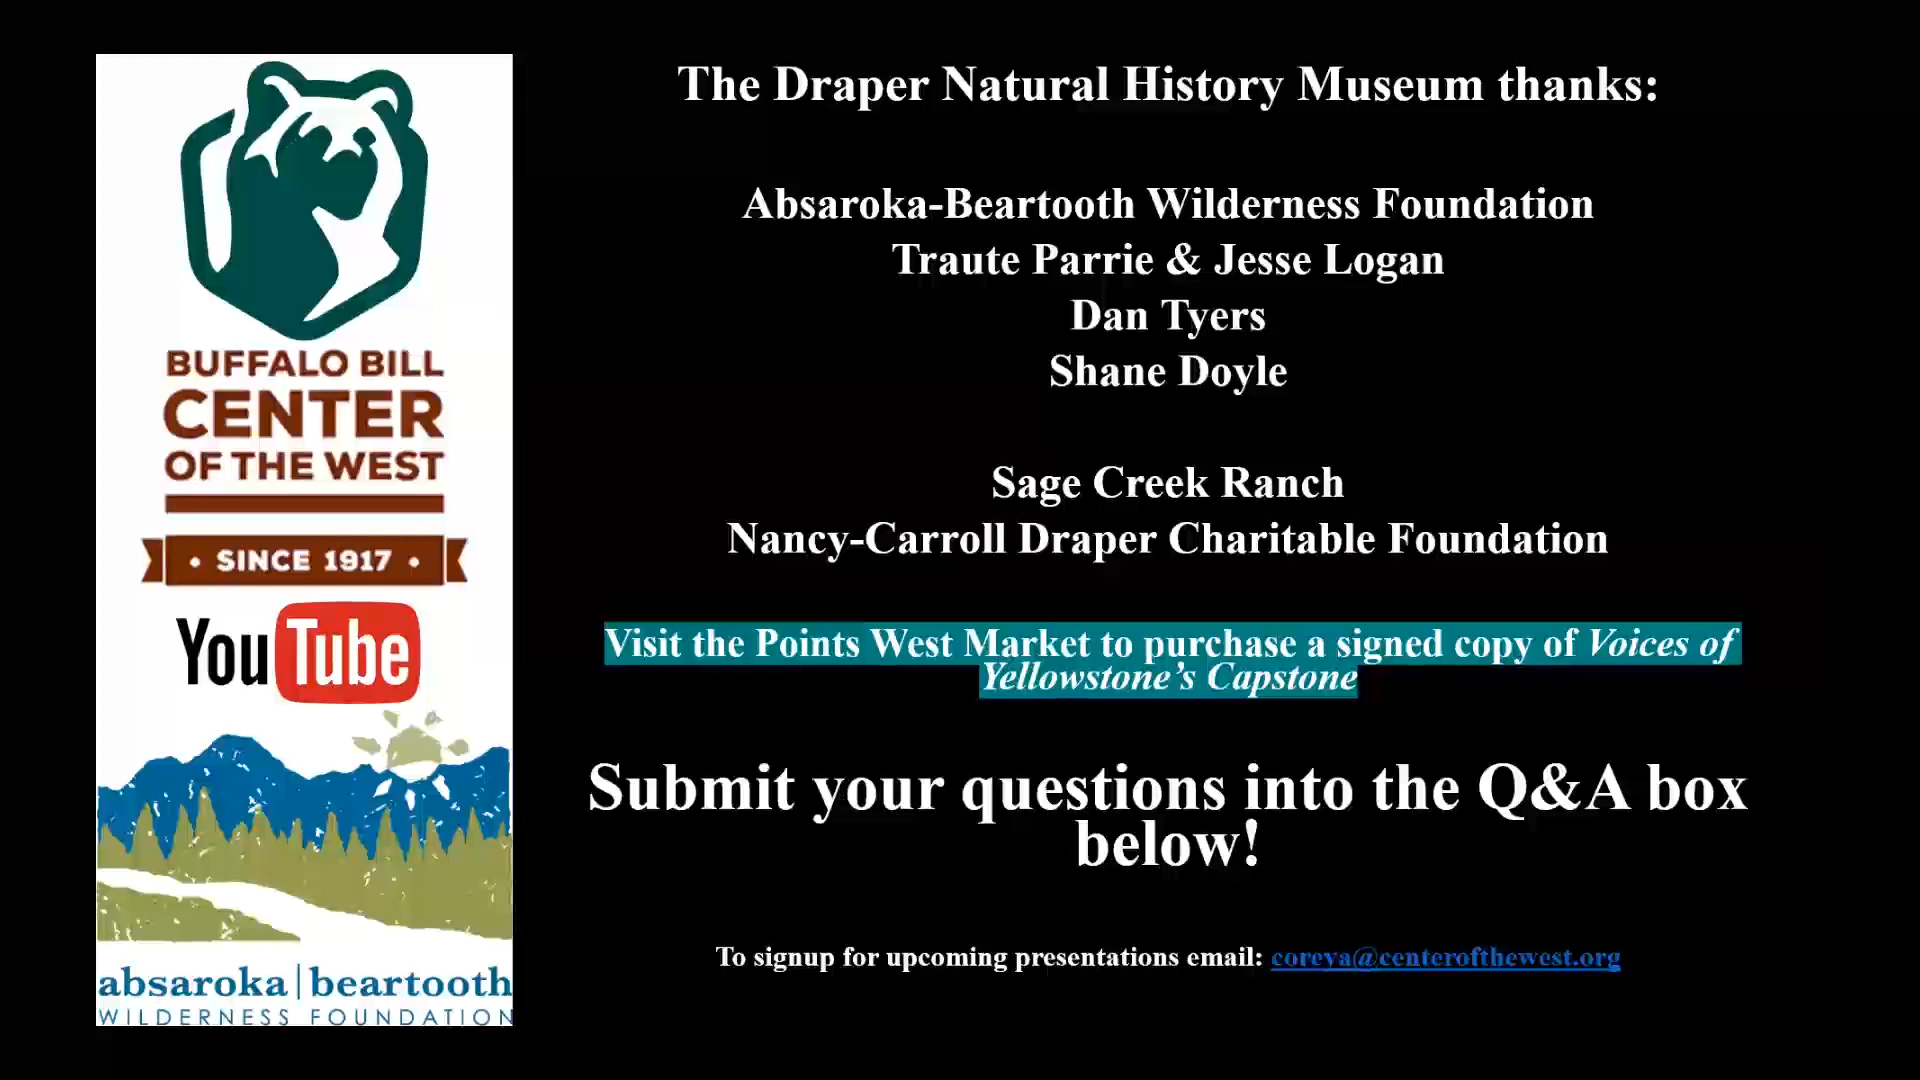 BUFFALO BILL
CENTER
OF THE WEST
• SINCE 1917 •
YouTube
absaroka | beartooth
WILDERNESS FOUNDATION
The Draper Natural History Museum thanks:
Absaroka-Beartooth Wilderness Foundation
Traute Parrie & Jesse Logan
Dan Tyers
Shane Doyle
Sage Creek Ranch
Nancy-Carroll Draper Charitable Foundation
Visit the Points West Market to purchase a signed copy of Voices of
Yellowstone’s Capstone
Submit your questions into the Q&A box
below!
To signup for upcoming presentations email: coreya@centerofthewest.org